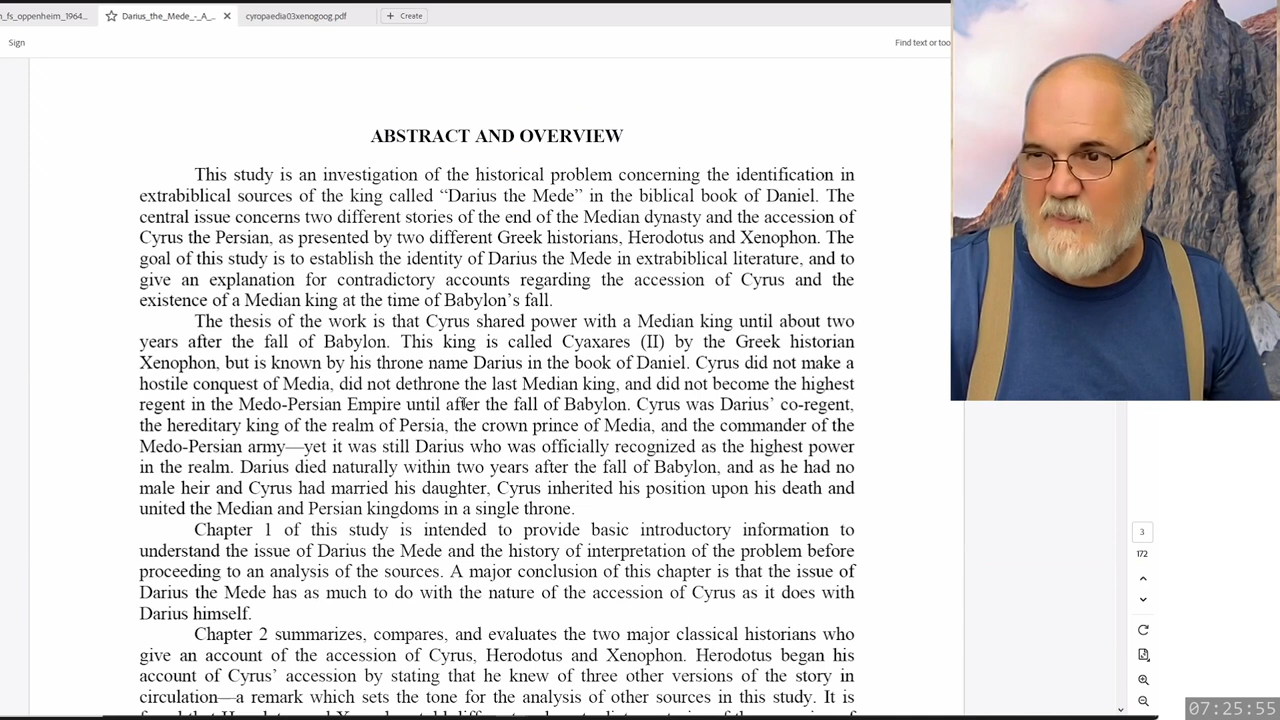 n_fs_oppenheim_1964...
Darius_the_Mede_-_A_...
cyropaedia03xenogoog.pdf
Create
Sign
Find text or too
ABSTRACT AND OVERVIEW
This study is an investigation of the historical problem concerning the identification in
extrabiblical sources of the king called “Darius the Mede” in the biblical book of Daniel. The
central issue concerns two different stories of the end of the Median dynasty and the accession of
Cyrus the Persian, as presented by two different Greek historians, Herodotus and Xenophon. The
goal of this study is to establish the identity of Darius the Mede in extrabiblical literature, and to
give an explanation for contradictory accounts regarding the accession of Cyrus and the
existence of a Median king at the time of Babylon’s fall.
The thesis of the work is that Cyrus shared power with a Median king until about two
years after the fall of Babylon. This king is called Cyaxares (II) by the Greek historian
Xenophon, but is known by his throne name Darius in the book of Daniel. Cyrus did not make a
hostile conquest of Media, did not dethrone the last Median king, and did not become the highest
regent in the Medo-Persian Empire until after the fall of Babylon. Cyrus was Darius’ co-regent,
the hereditary king of the realm of Persia, the crown prince of Media, and the commander of the
Medo-Persian army—yet it was still Darius who was officially recognized as the highest power
in the realm. Darius died naturally within two years after the fall of Babylon, and as he had no
male heir and Cyrus had married his daughter, Cyrus inherited his position upon his death and
united the Median and Persian kingdoms in a single throne.
Chapter 1 of this study is intended to provide basic introductory information to
understand the issue of Darius the Mede and the history of interpretation of the problem before
proceeding to an analysis of the sources. A major conclusion of this chapter is that the issue of
Darius the Mede has as much to do with the nature of the accession of Cyrus as it does with
Darius himself.
Chapter 2 summarizes, compares, and evaluates the two major classical historians who
give an account of the accession of Cyrus, Herodotus and Xenophon. Herodotus began his
account of Cyrus’ accession by stating that he knew of three other versions of the story in
circulation—a remark which sets the tone for the analysis of other sources in this study. It is
3
172
07:25:55